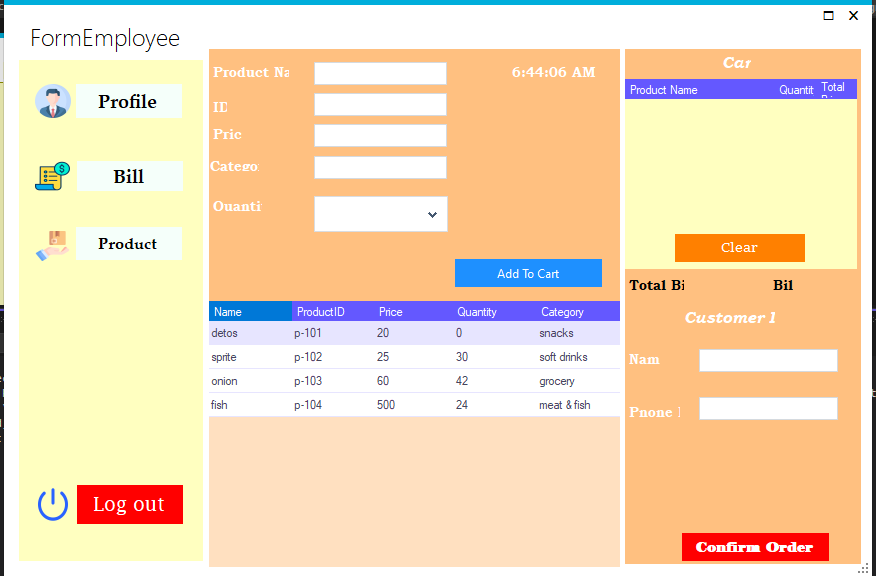 FormEmployee
Profile
Bill
Product
Log out
Product Na
6:44:06 AM
ID
Pric
Catego
Quanti
Add To Cart
Name ProductID Price Quantity Category
detos p-101 20 0 snacks
sprite p-102 25 30 soft drinks
onion p-103 60 42 grocery
fish p-104 500 24 meat & fish
Car
Product Name Quantit Total
Clear
Total Bi Bil
Customer I
Nam
Phone
Confirm Order